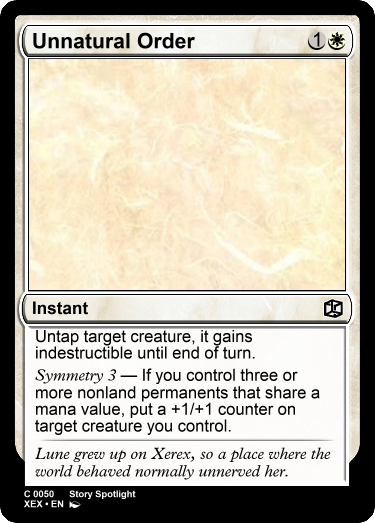 Unnatural Order 1
Instant
Untap target creature, it gains
indestructible until end of turn.
Symmetry 3 — If you control three or
more nonland permanents that share a
mana value, put a +1/+1 counter on
target creature you control.
Lune grew up on Xerex, so a place where the
world behaved normally unnerved her.
C 0050 Story Spotlight
XEX • EN